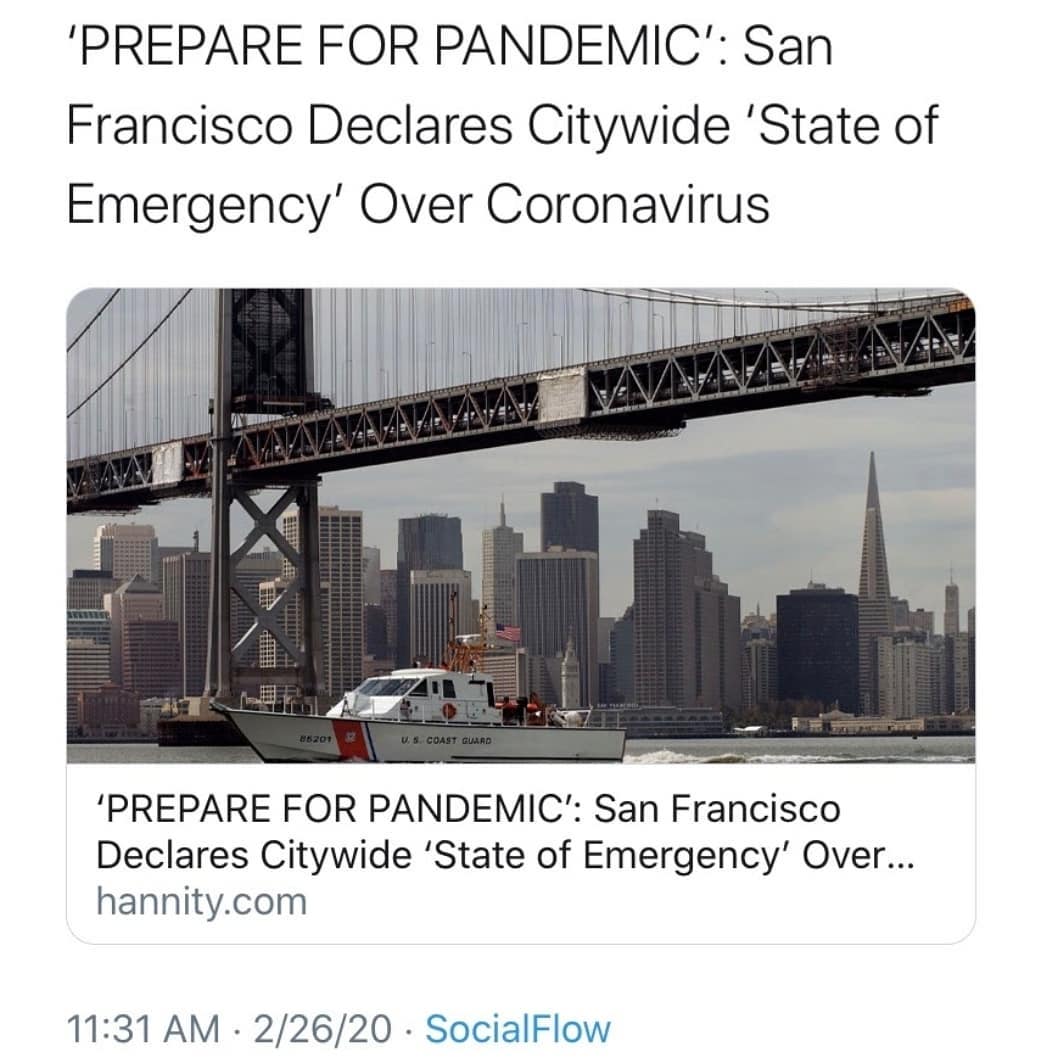 ‘PREPARE FOR PANDEMIC’: San
Francisco Declares Citywide ‘State of
Emergency’ Over Coronavirus
86201
U. S. COAST GUARD
‘PREPARE FOR PANDEMIC’: San Francisco
Declares Citywide ‘State of Emergency’ Over...
hannity.com
11:31 AM · 2/26/20 · SocialFlow